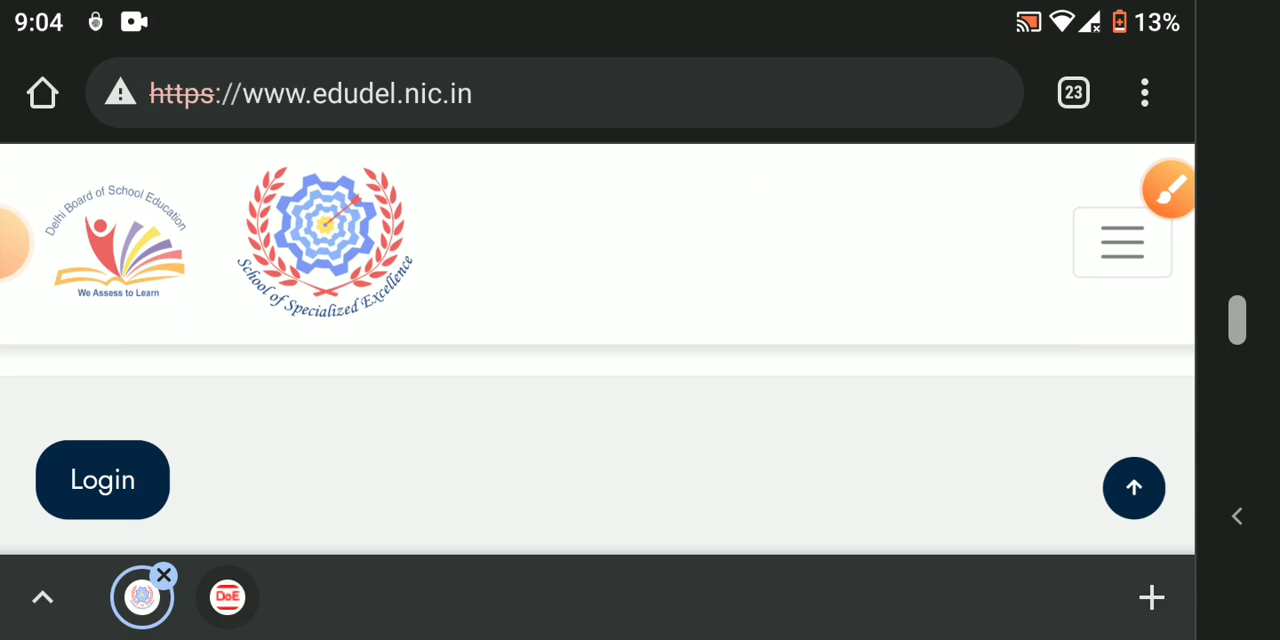 9:04
13%
https://www.edudel.nic.in
23
Delhi Board of School Education
We Assess to Learn
School of Specialized Excellence
Login
DoE